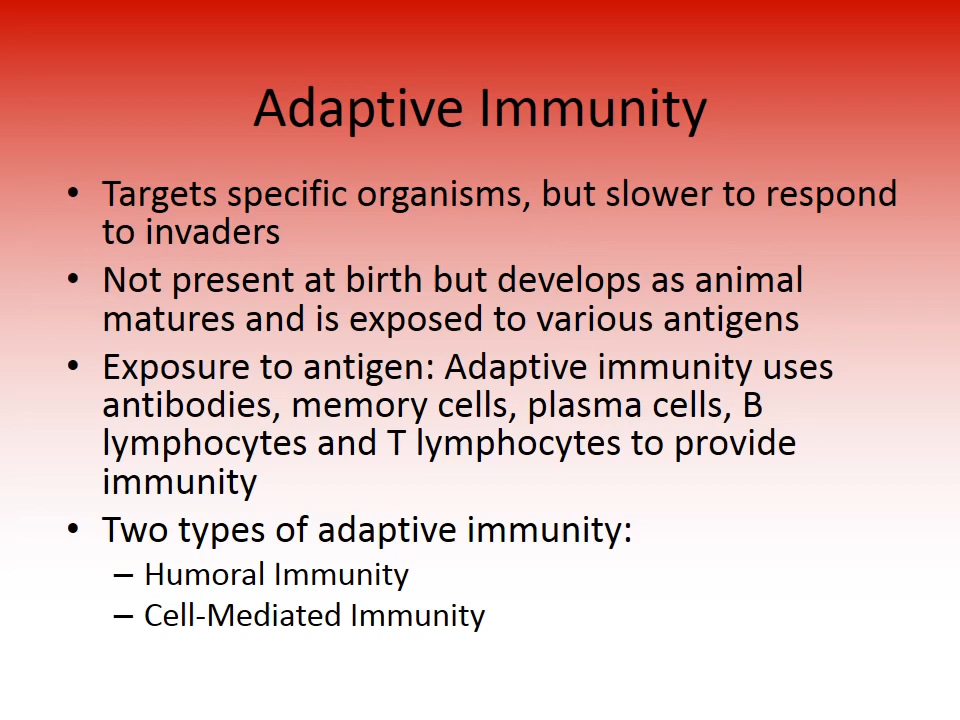 Adaptive Immunity
• Targets specific organisms, but slower to respond
to invaders
• Not present at birth but develops as animal
matures and is exposed to various antigens
• Exposure to antigen: Adaptive immunity uses
antibodies, memory cells, plasma cells, B
lymphocytes and T lymphocytes to provide
immunity
• Two types of adaptive immunity:
– Humoral Immunity
– Cell-Mediated Immunity